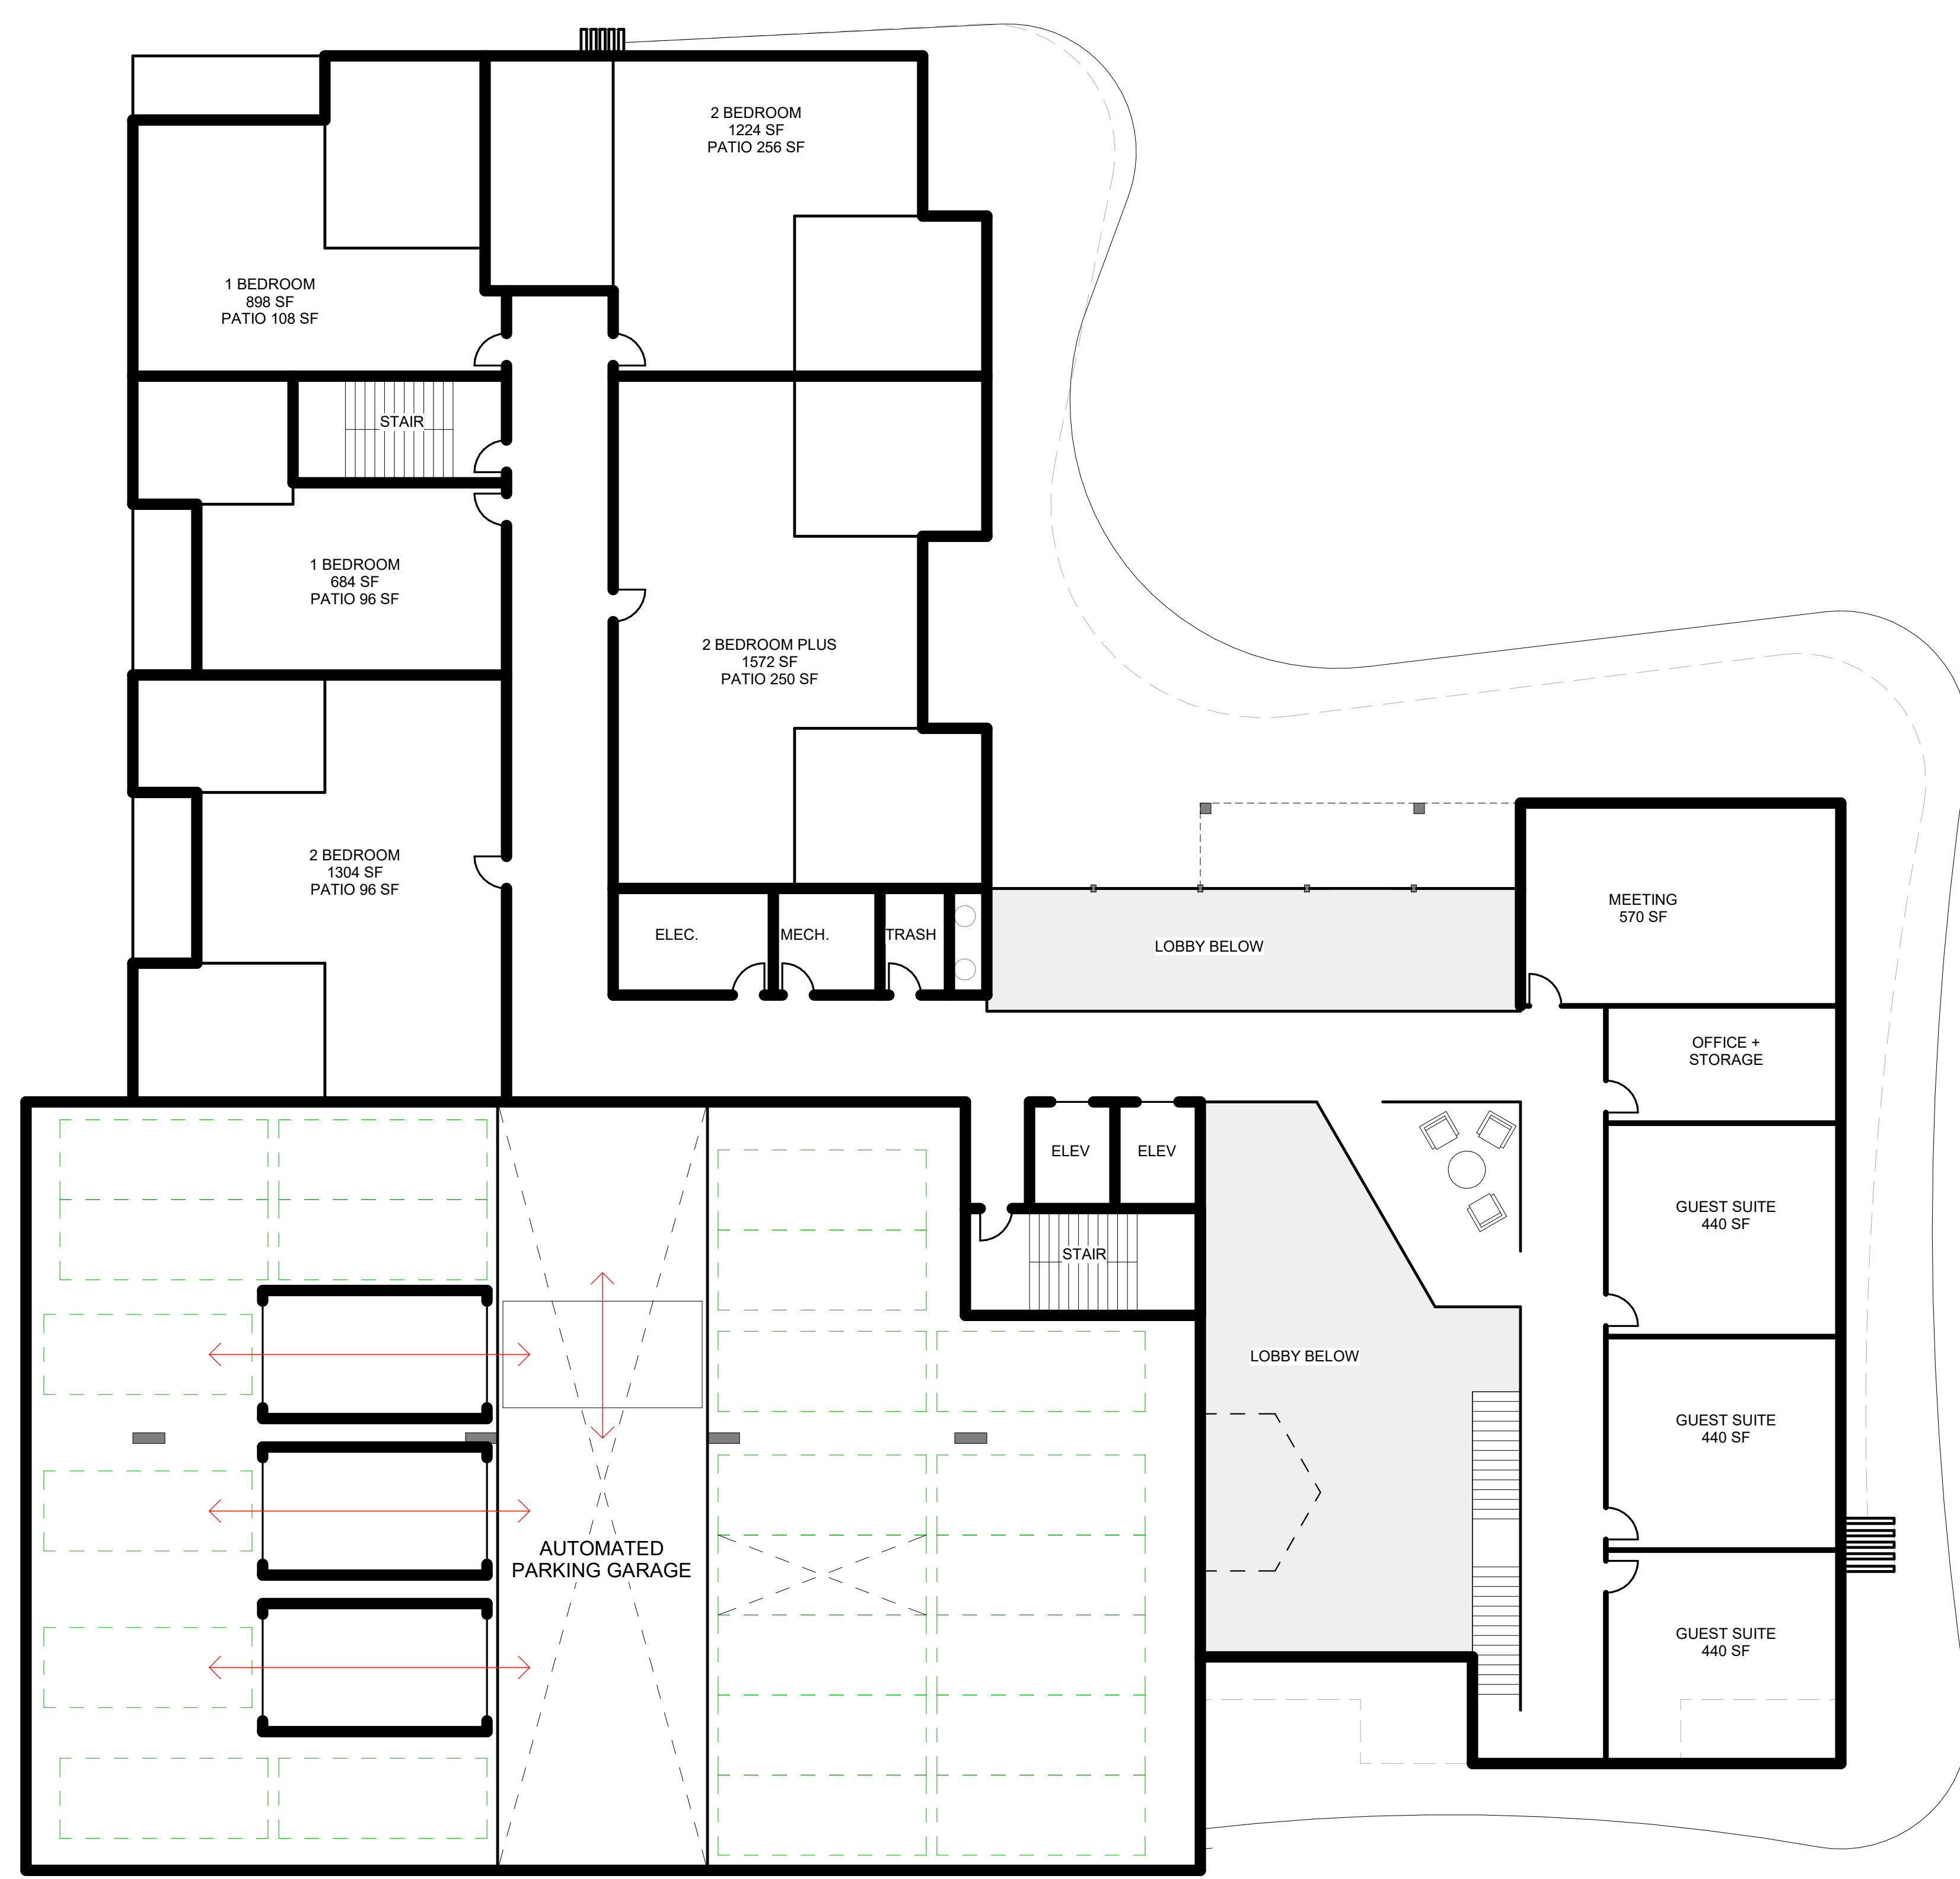 2 BEDROOM
1224 SF
PATIO 256 SF
1 BEDROOM
898 SF
PATIO 108 SF
STAIR
1 BEDROOM
684 SF
PATIO 96 SF
2 BEDROOM PLUS
1572 SF
PATIO 250 SF
2 BEDROOM
1304 SF
PATIO 96 SF
ELEC.
MECH.
TRASH
LOBBY BELOW
MEETING
570 SF
OFFICE +
STORAGE
ELEV
ELEV
STAIR
GUEST SUITE
440 SF
LOBBY BELOW
GUEST SUITE
440 SF
AUTOMATED
PARKING GARAGE
GUEST SUITE
440 SF